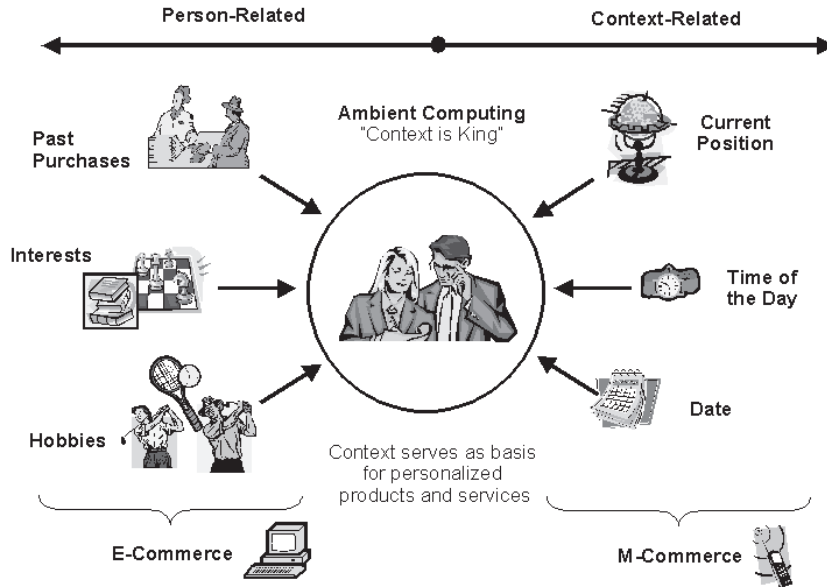 Person-Related
Context-Related
Ambient Computing
"Context is King"
Past
Purchases
Current
Position
Interests
Time of
the Day
Hobbies
Date
Context serves as basis
for personalized
products and services
E-Commerce
M-Commerce